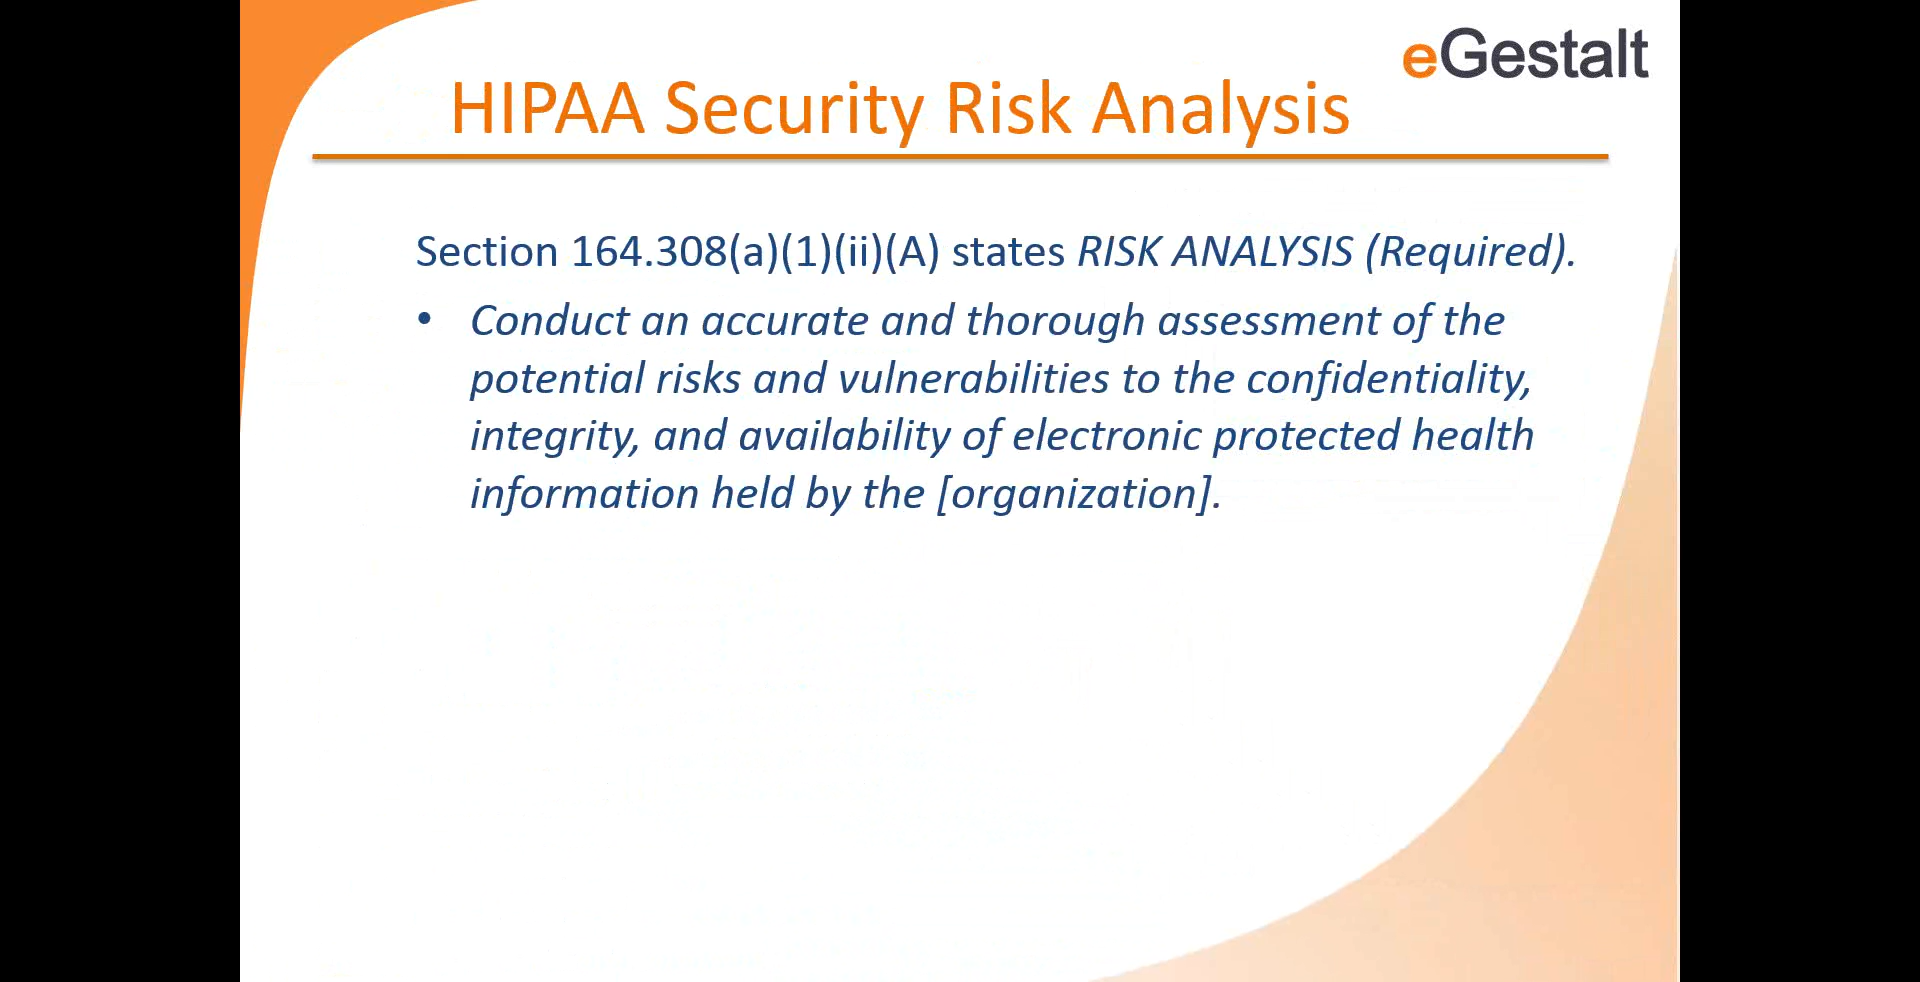 eGestalt
HIPAA Security Risk Analysis
Section 164.308(a)(1)(ii)(A) states RISK ANALYSIS (Required).
• Conduct an accurate and thorough assessment of the
potential risks and vulnerabilities to the confidentiality,
integrity, and availability of electronic protected health
information held by the [organization].